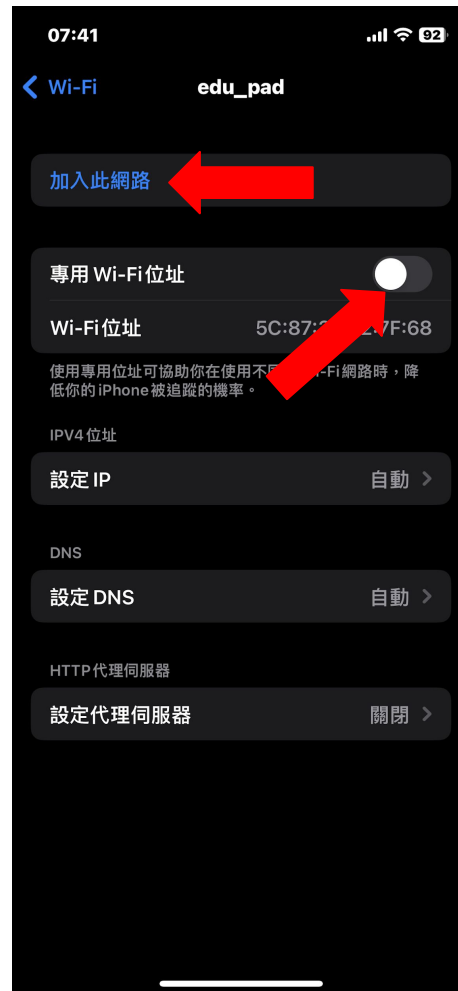 07:41 92
Wi-Fi edu_pad
加入此網路
專用 Wi-Fi 位址
Wi-Fi 位址 5C:87: 7F:68
使用專用位址可協助你在使用不 Fi 網路時，降
低你的 iPhone 被追蹤的機率。
IPV4 位址
設定 IP 自動
DNS
設定 DNS 自動
HTTP 代理伺服器
設定代理伺服器 關閉